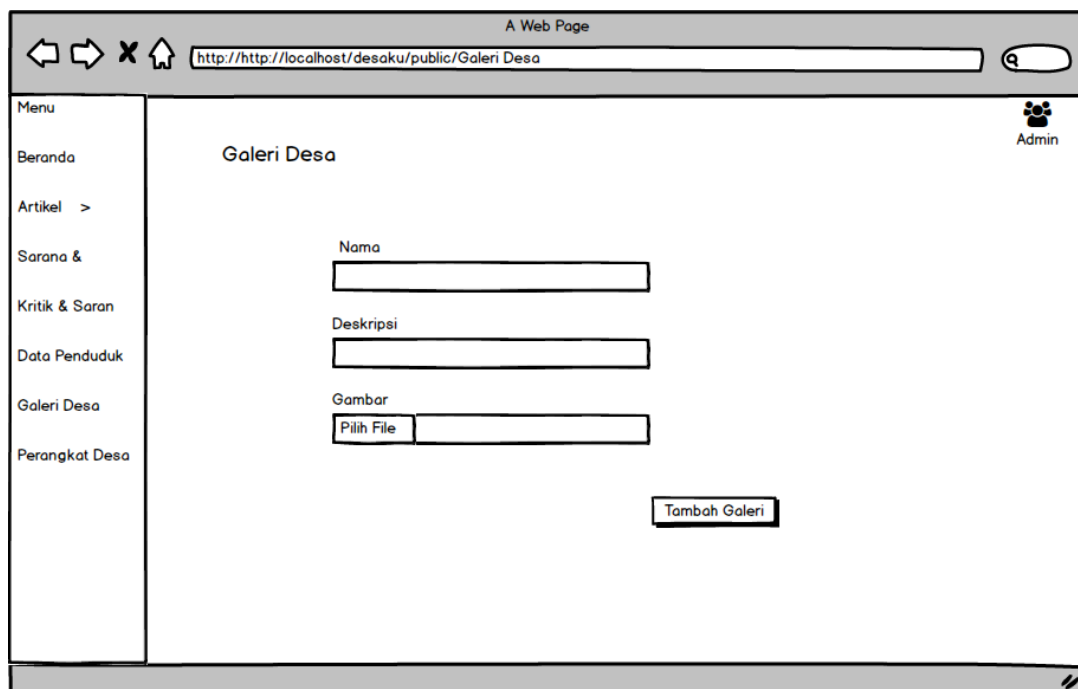 A Web Page
http://http://localhost/desaku/public/Galeri Desa
Menu
Beranda
Artikel >
Sarana &
Kritik & Saran
Data Penduduk
Galeri Desa
Perangkat Desa
Admin
Galeri Desa
Nama
Deskripsi
Gambar
Pilih File
Tambah Galeri